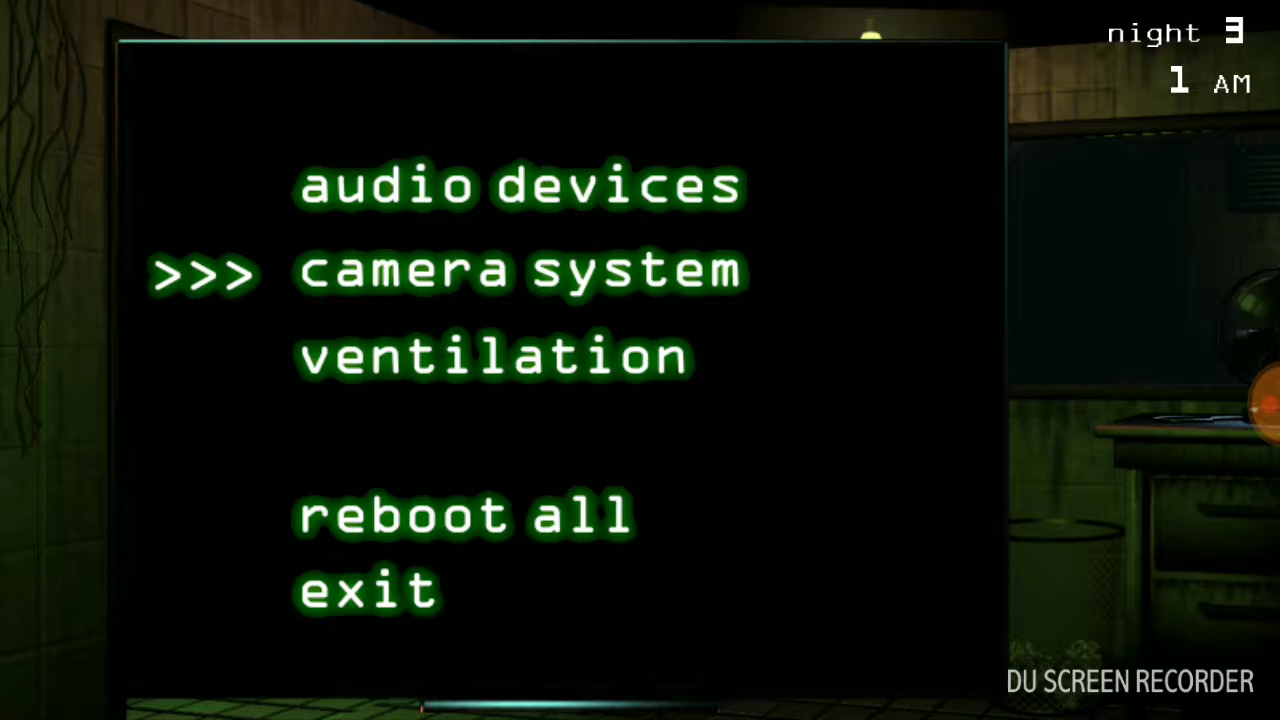 night 3
1 AM
audio devices
>>> camera system
ventilation
reboot all
exit
DU SCREEN RECORDER